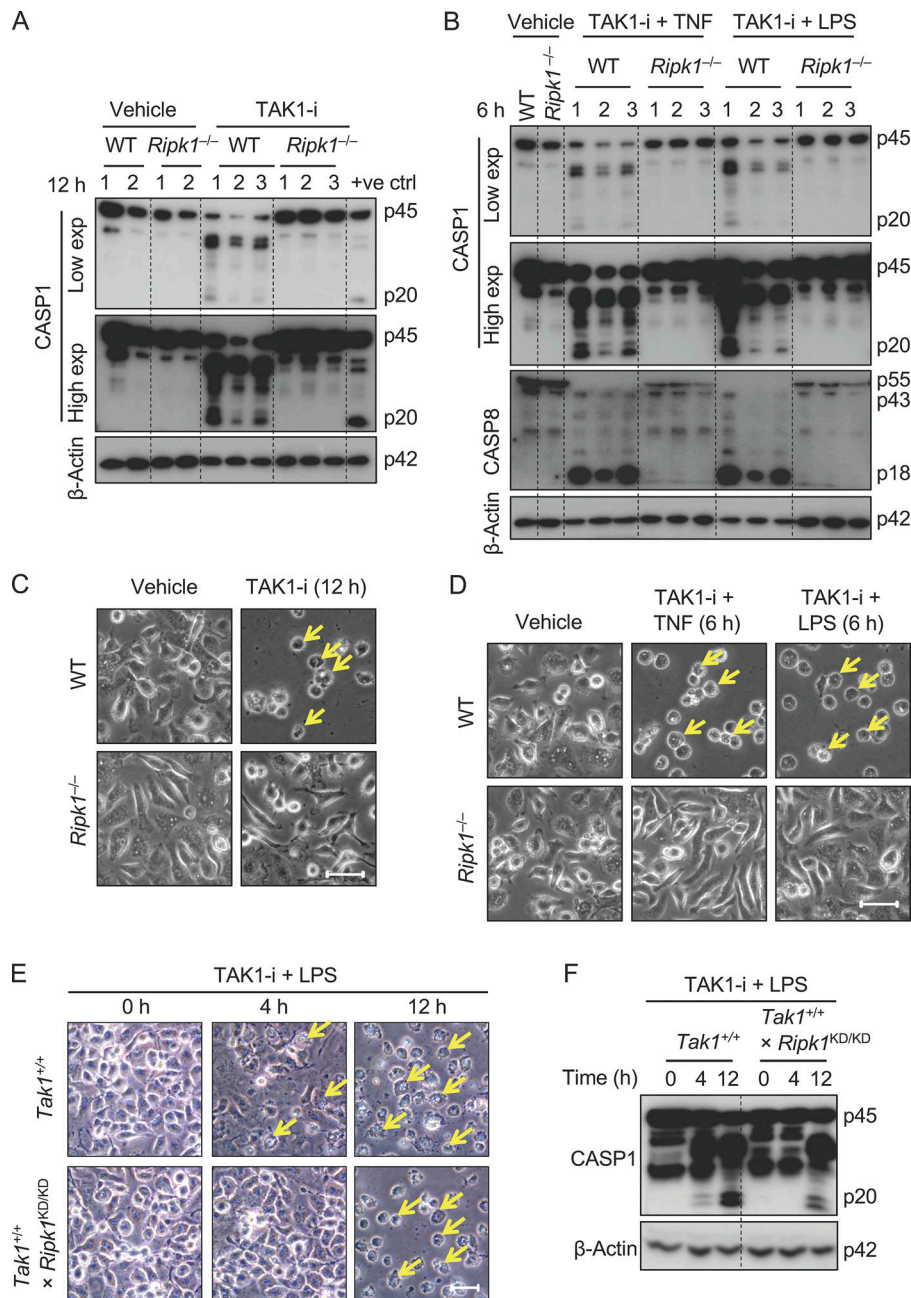 A
Vehicle TAK1-i
WT Ripk1–/– WT Ripk1–/–
12 h 1 2 1 2 1 2 3 1 2 3 +ve ctrl
CASP1
Low exp
p45
p20
High exp
p45
p20
β-Actin
p42
B
Vehicle TAK1-i + TNF TAK1-i + LPS
WT Ripk1–/– WT Ripk1–/– WT Ripk1–/–
6 h 1 2 3 1 2 3 1 2 3 1 2 3
CASP1
Low exp
p45
p20
High exp
p45
p20
CASP8
p55
p43
p18
β-Actin
p42
C
Vehicle TAK1-i (12 h)
WT
Ripk1–/–
D
Vehicle
TAK1-i +
TNF (6 h)
TAK1-i +
LPS (6 h)
WT
Ripk1–/–
E
TAK1-i + LPS
0 h 4 h 12 h
Tak1+/+
Tak1+/+
× Ripk1KD/KD
F
TAK1-i + LPS
Tak1+/+
Tak1+/+
× Ripk1KD/KD
Time (h) 0 4 12 0 4 12
CASP1
p45
p20
β-Actin
p42